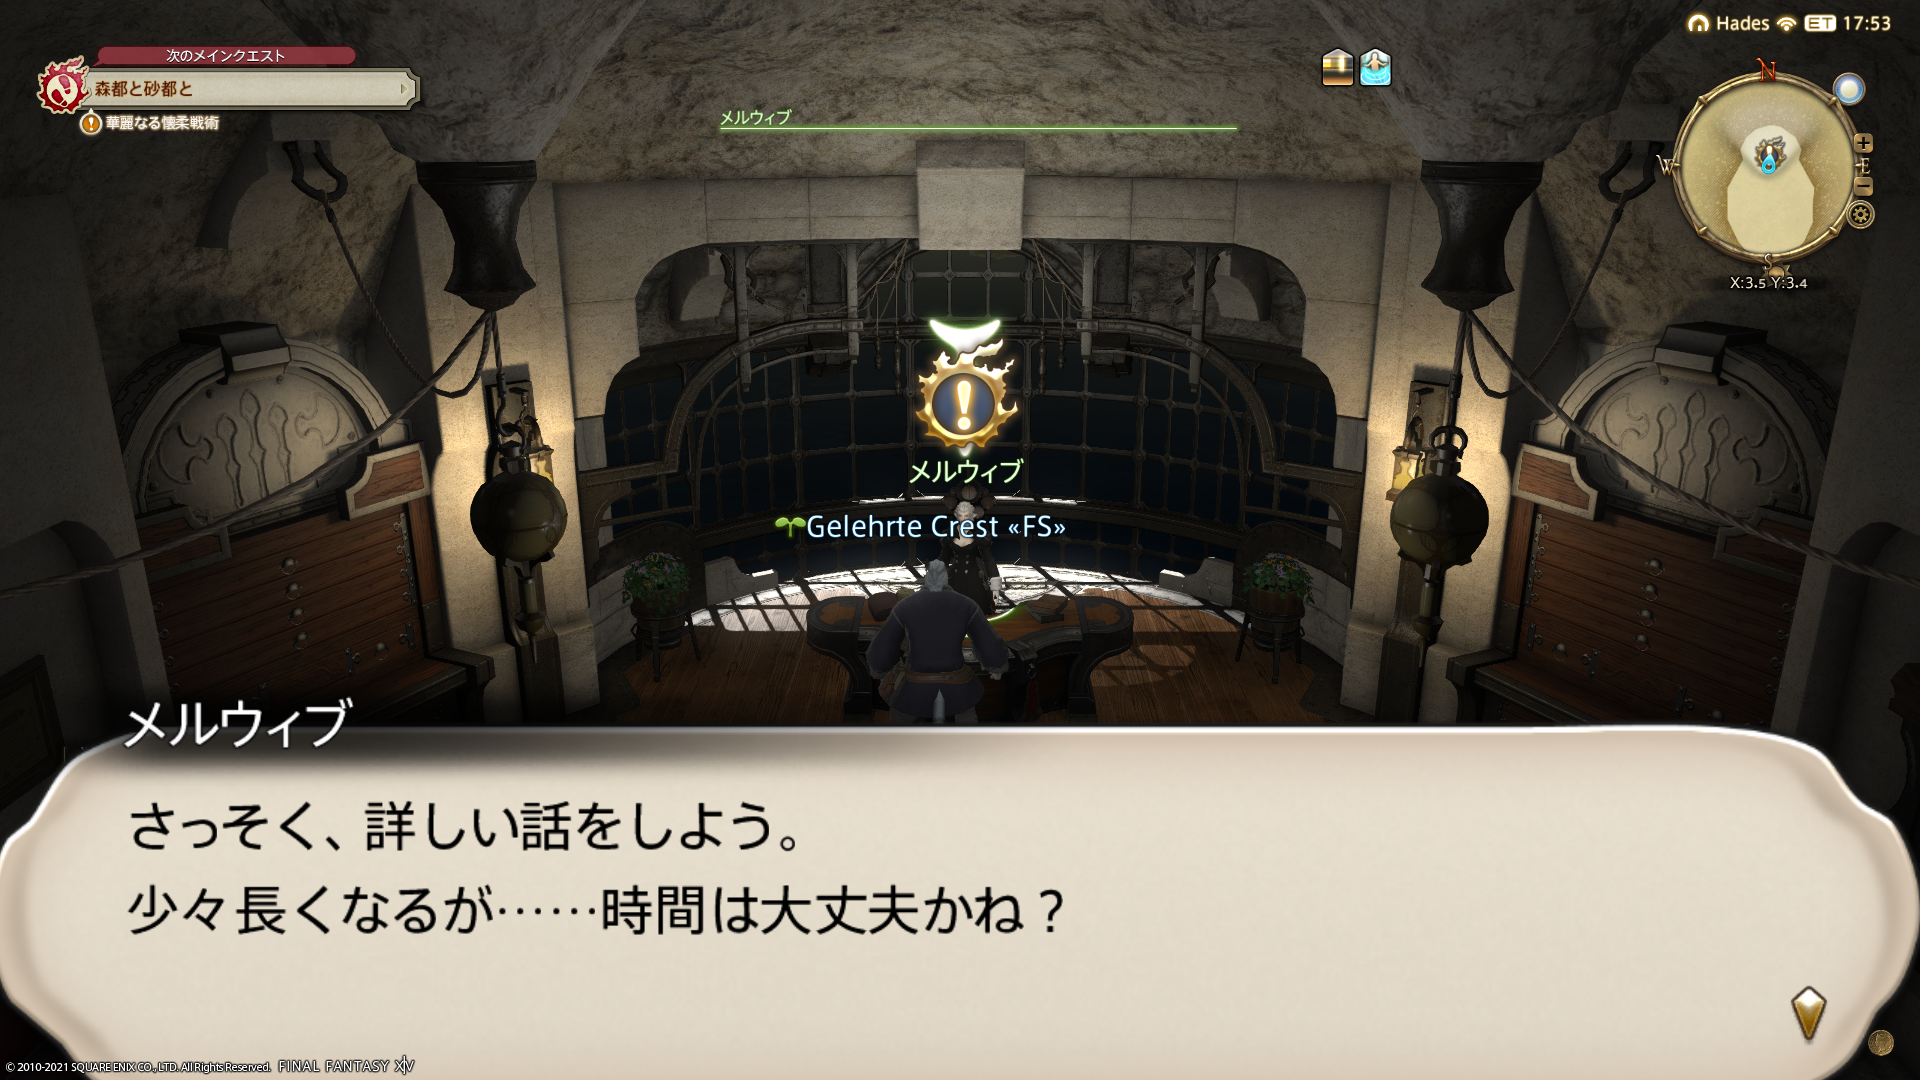 Hades ET 17:53
次のメインクエスト
森都と砂都と
華麗なる懐柔戦術
メルウィブ
N
W
E
S
X:3.5 Y:3.4
メルウィブ
Gelehrte Crest «FS»
メルウィブ
さっそく、詳しい話をしよう。
少々長くなるが……時間は大丈夫かね？
© 2010-2021 SQUARE ENIX CO., LTD. All Rights Reserved. FINAL FANTASY XIV